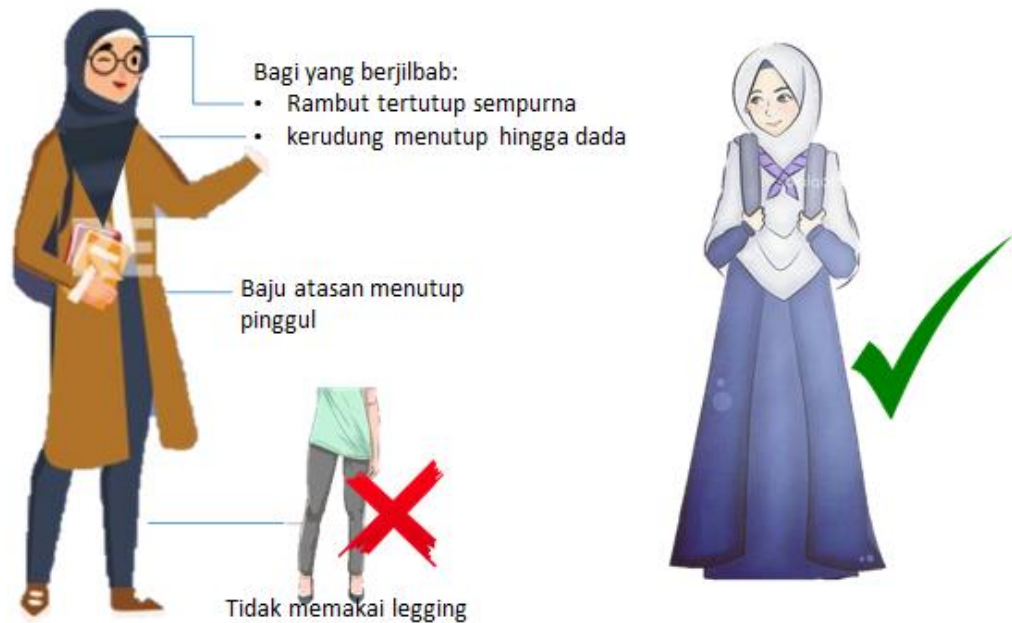 Bagi yang berjilbab:
• Rambut tertutup sempurna
• kerudung menutup hingga dada
Baju atasan menutup
pinggul
Tidak memakai legging